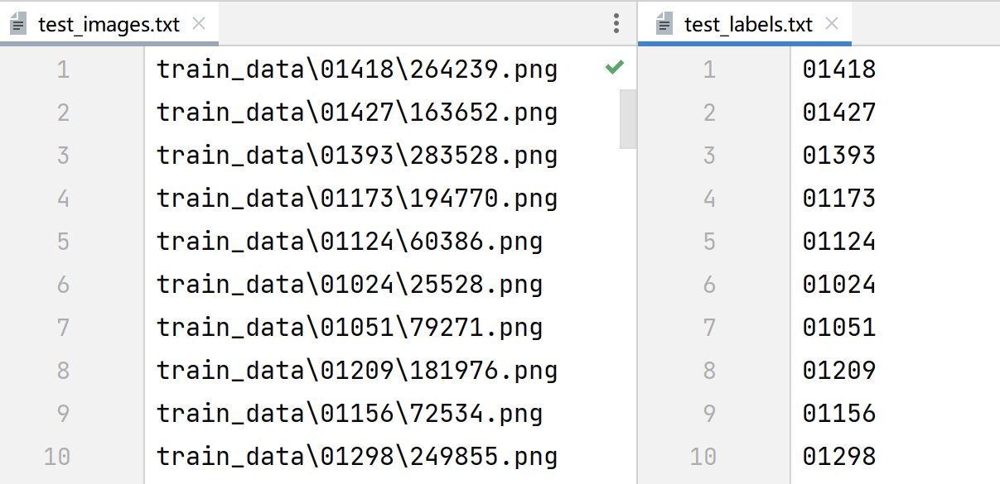 test_images.txt
1 train_data\01418\264239.png
2 train_data\01427\163652.png
3 train_data\01393\283528.png
4 train_data\01173\194770.png
5 train_data\01124\60386.png
6 train_data\01024\25528.png
7 train_data\01051\79271.png
8 train_data\01209\181976.png
9 train_data\01156\72534.png
10 train_data\01298\249855.png
test_labels.txt
1 01418
2 01427
3 01393
4 01173
5 01124
6 01024
7 01051
8 01209
9 01156
10 01298